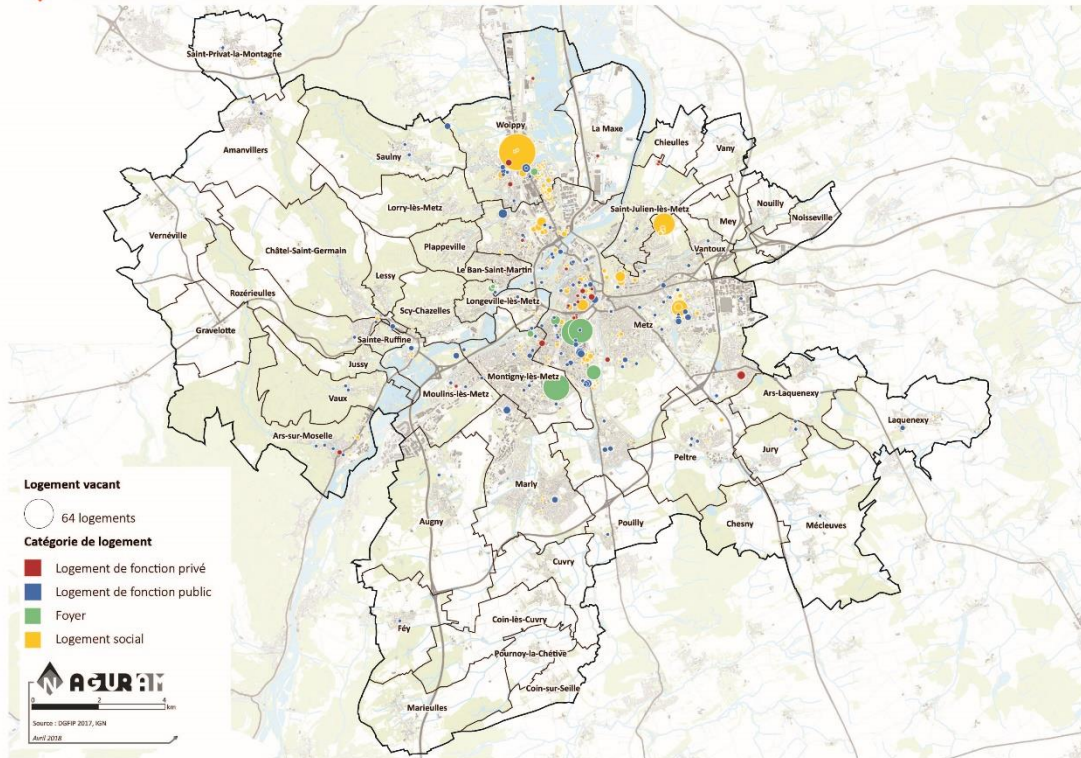 Saint-Privat-la-Montagne
Woippy
La Maxe
Amanvillers
Saulny
Chieulles
Vany
Lorry-lès-Metz
Saint-Julien-lès-Metz
Mey
Nouilly
Noisseville
Vernéville
Châtel-Saint-Germain
Plappeville
Vantoux
Lessy
Le Ban-Saint-Martin
Rozérieulles
Scy-Chazelles
Longeville-lès-Metz
Metz
Gravelotte
Sainte-Ruffine
Jussy
Montigny-lès-Metz
Vaux
Moulins-lès-Metz
Ars-Laquenexy
Laquenexy
Ars-sur-Moselle
Peltre
Jury
Marly
Augny
Pouilly
Chesny
Mécleuves
Cuvry
Féy
Coin-lès-Cuvry
Pournoy-la-Chétive
Coin-sur-Seille
Marieulles
Logement vacant
64 logements
Catégorie de logement
Logement de fonction privé
Logement de fonction public
Foyer
Logement social
N AGURAM
0 2 4
km
Source : DGFIP 2017, IGN
Avril 2018